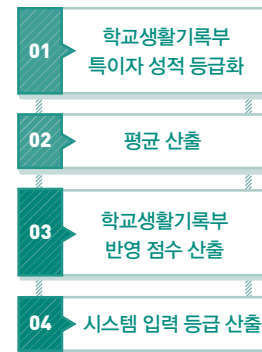 01
학교생활기록부
특이자 성적 등급화
02
평균 산출
03
학교생활기록부
반영 점수 산출
04
시스템 입력 등급 산출